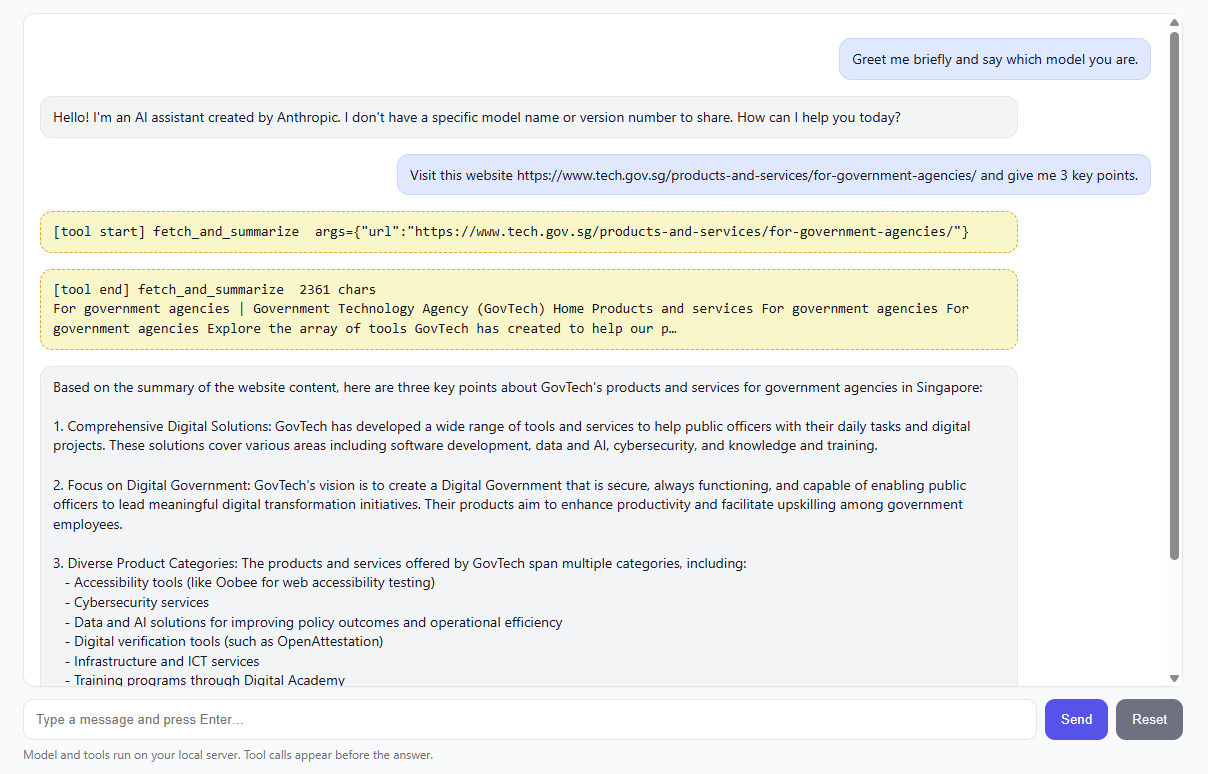 Greet me briefly and say which model you are.
Hello! I'm an AI assistant created by Anthropic. I don't have a specific model name or version number to share. How can I help you today?
Visit this website https://www.tech.gov.sg/products-and-services/for-government-agencies/ and give me 3 key points.
[tool start] fetch_and_summarize  args={"url":"https://www.tech.gov.sg/products-and-services/for-government-agencies/"}
[tool end] fetch_and_summarize  2361 chars
For government agencies | Government Technology Agency (GovTech) Home Products and services For government agencies For
government agencies Explore the array of tools GovTech has created to help our p…
Based on the summary of the website content, here are three key points about GovTech's products and services for government agencies in Singapore:
1. Comprehensive Digital Solutions: GovTech has developed a wide range of tools and services to help public officers with their daily tasks and digital
projects. These solutions cover various areas including software development, data and AI, cybersecurity, and knowledge and training.
2. Focus on Digital Government: GovTech's vision is to create a Digital Government that is secure, always functioning, and capable of enabling public
officers to lead meaningful digital transformation initiatives. Their products aim to enhance productivity and facilitate upskilling among government
employees.
3. Diverse Product Categories: The products and services offered by GovTech span multiple categories, including:
- Accessibility tools (like Oobee for web accessibility testing)
- Cybersecurity services
- Data and AI solutions for improving policy outcomes and operational efficiency
- Digital verification tools (such as OpenAttestation)
- Infrastructure and ICT services
- Training programs through Digital Academy
Type a message and press Enter...
Send
Reset
Model and tools run on your local server. Tool calls appear before the answer.